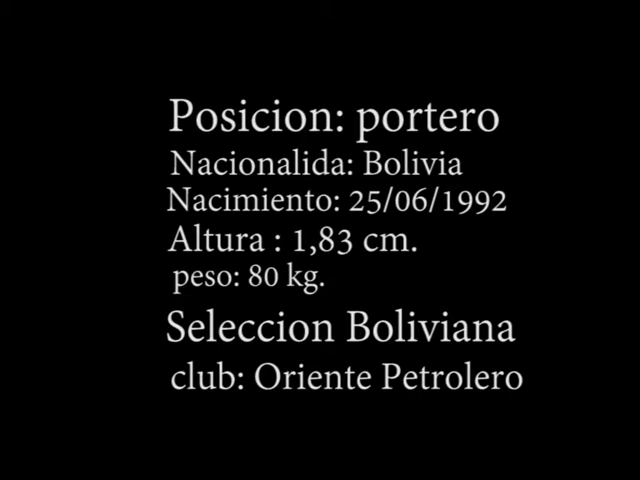 Posicion: portero
Nacionalida: Bolivia
Nacimiento: 25/06/1992
Altura : 1,83 cm.
peso: 80 kg.
Seleccion Boliviana
club: Oriente Petrolero